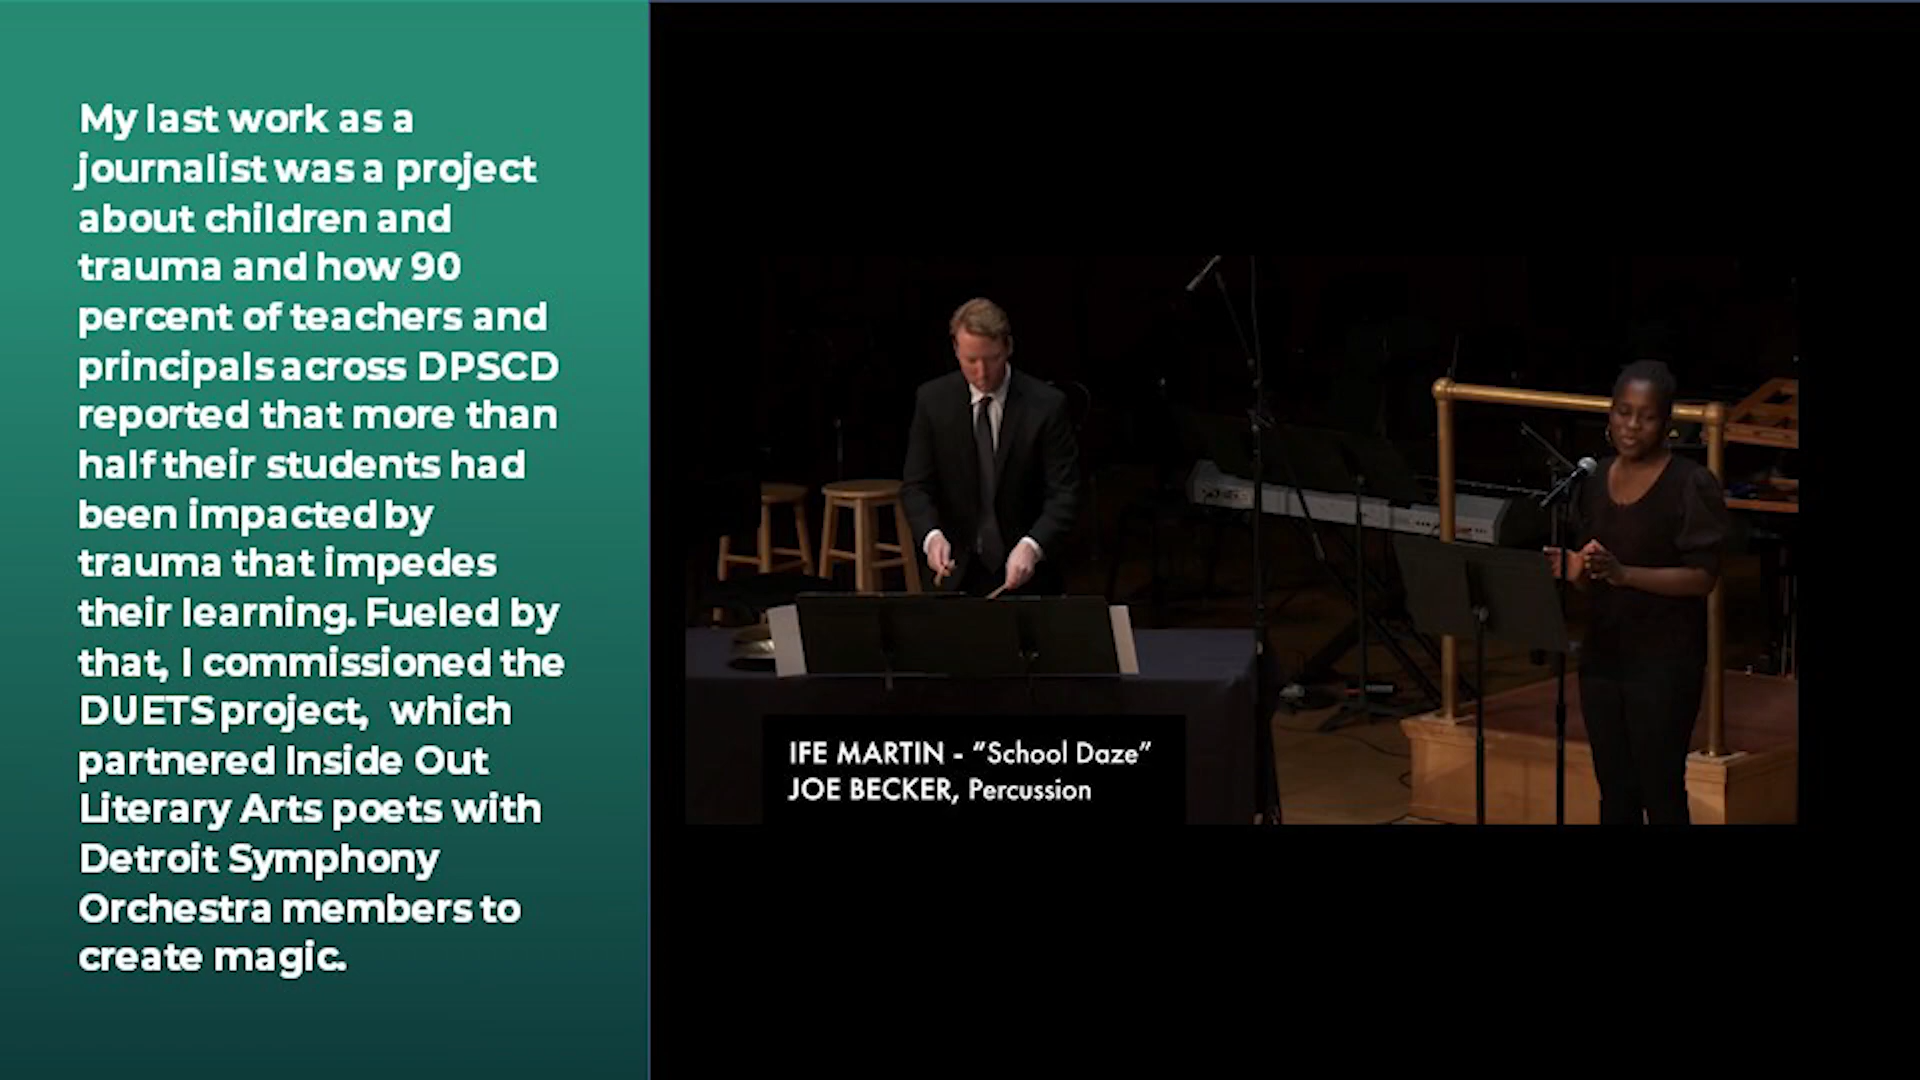 My last work as a
journalist was a project
about children and
trauma and how 90
percent of teachers and
principals across DPSCD
reported that more than
half their students had
been impacted by
trauma that impedes
their learning. Fueled by
that, I commissioned the
DUETS project, which
partnered Inside Out
Literary Arts poets with
Detroit Symphony
Orchestra members to
create magic.
IFE MARTIN - “School Daze”
JOE BECKER, Percussion